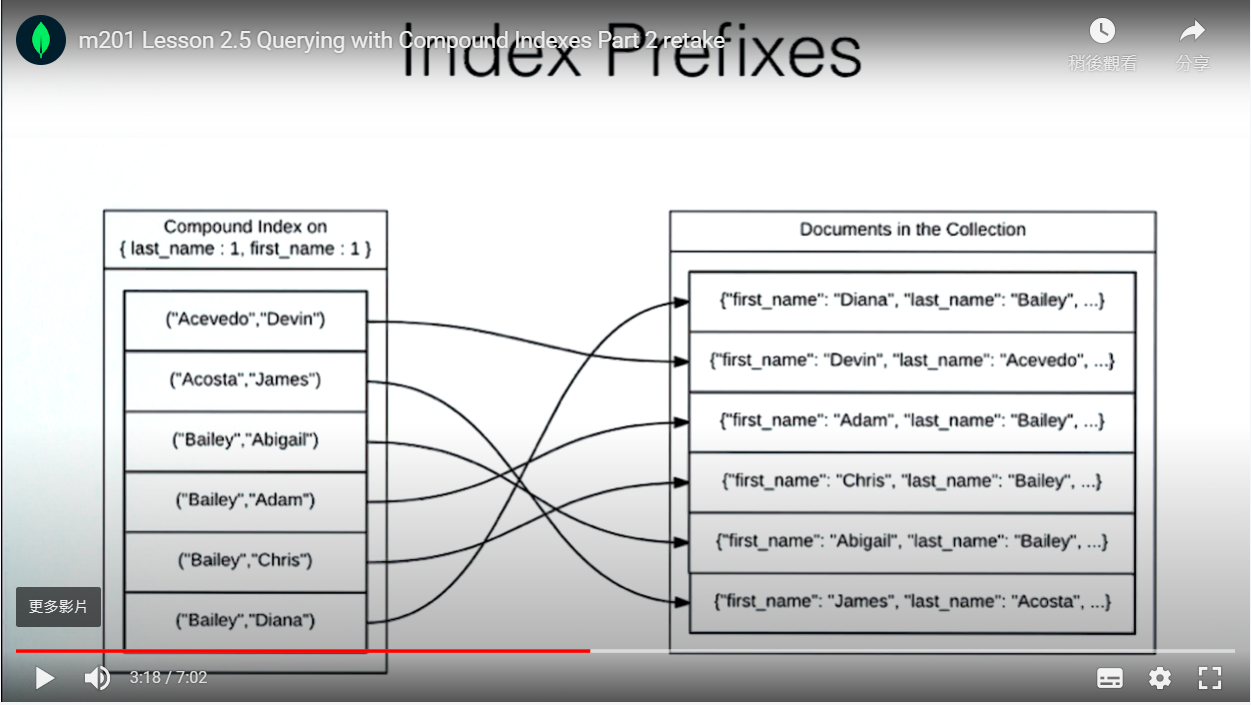 m201 Lesson 2.5 Querying with Compound Indexes Part 2 retake
Index Prefixes
稍後觀看
分享
Compound Index on
{ last_name : 1, first_name : 1 }
("Acevedo","Devin")
("Acosta","James")
("Bailey","Abigail")
("Bailey","Adam")
("Bailey","Chris")
("Bailey","Diana")
Documents in the Collection
{"first_name": "Diana", "last_name": "Bailey", ...}
{"first_name": "Devin", "last_name": "Acevedo", ...}
{"first_name": "Adam", "last_name": "Bailey", ...}
{"first_name": "Chris", "last_name": "Bailey", ...}
{"first_name": "Abigail", "last_name": "Bailey", ...}
{"first_name": "James", "last_name": "Acosta", ...}
更多影片
3:18 / 7:02